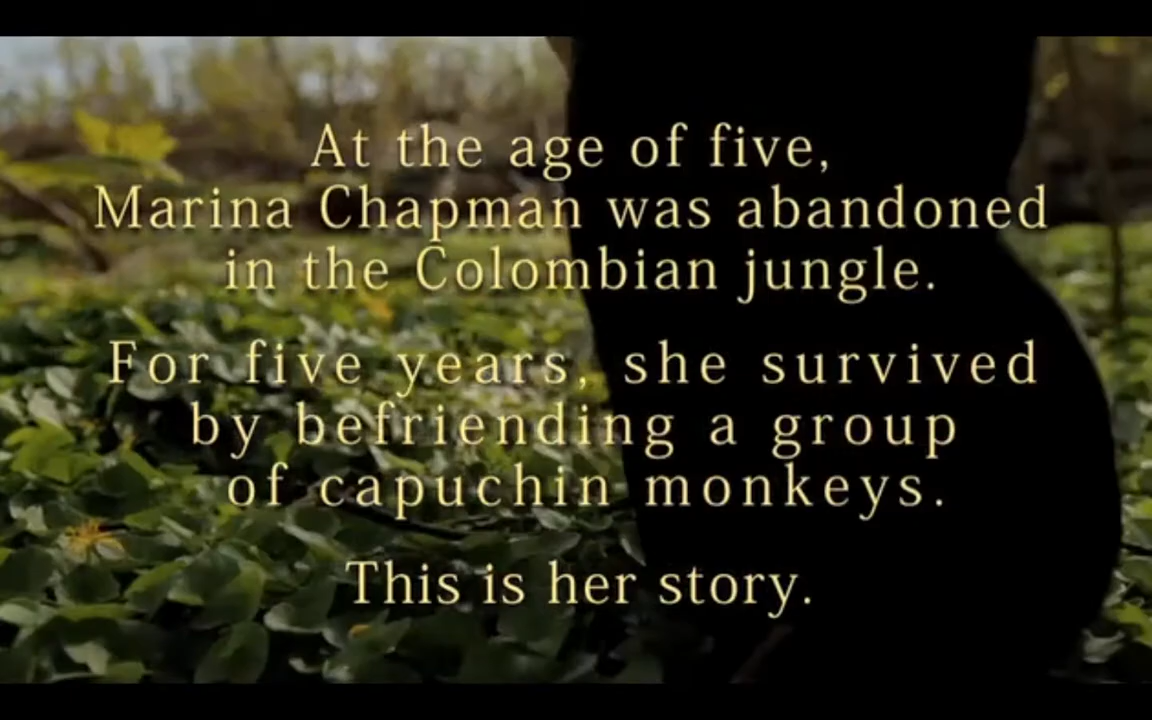 At the age of five,
Marina Chapman was abandoned
in the Colombian jungle.
For five years, she survived
by befriending a group
of capuchin monkeys.
This is her story.